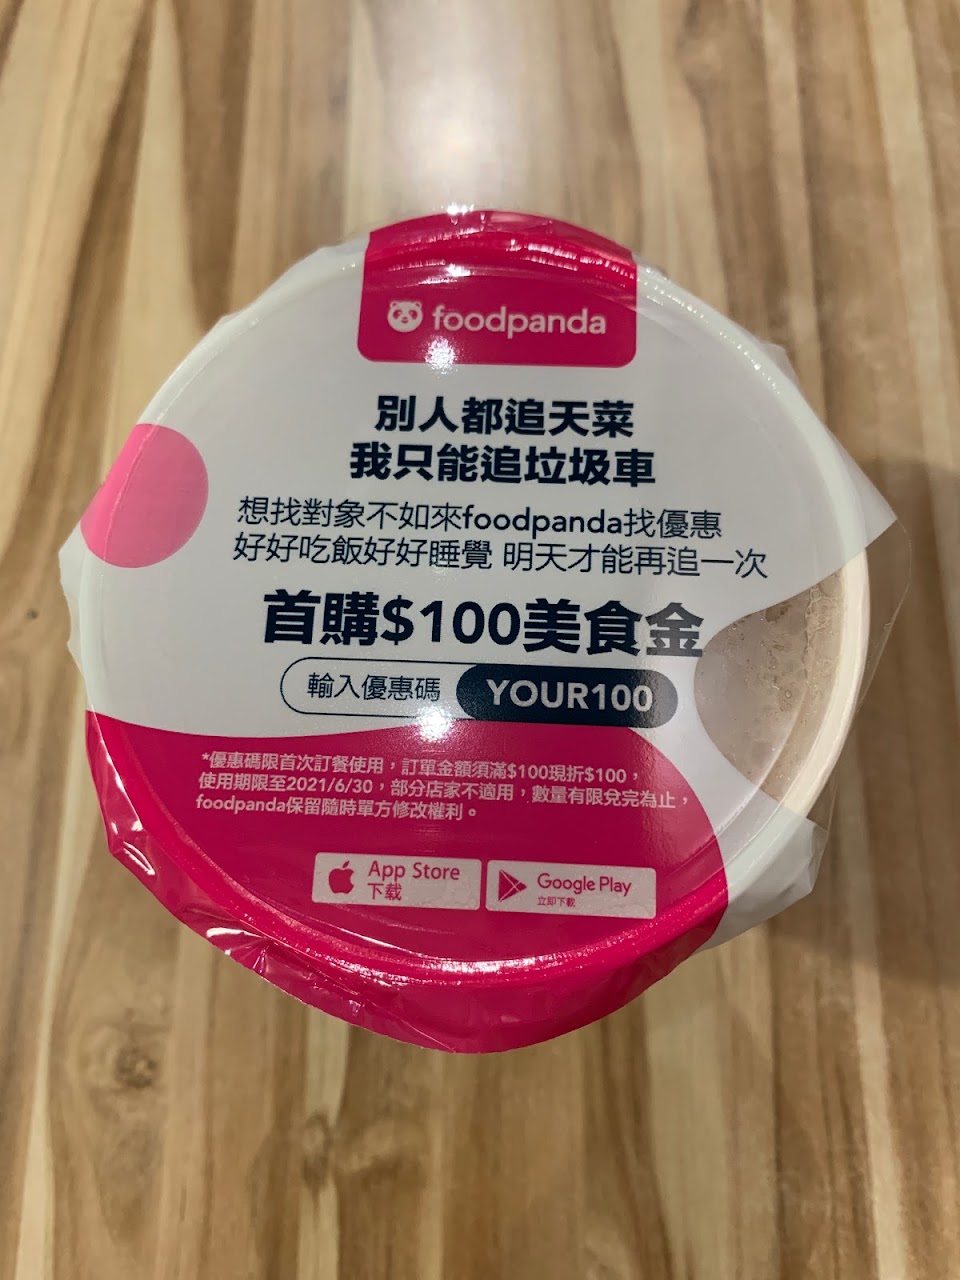 foodpanda
別人都追天菜
我只能追垃圾車
想找對象不如來foodpanda找優惠
好好吃飯好好睡覺 明天才能再追一次
首購$100美食金
輸入優惠碼 YOUR100
*優惠碼限首次訂餐使用，訂單金額須滿$100現折$100，
使用期限至2021/6/30，部分店家不適用，數量有限兌完為止，
foodpanda保留隨時單方修改權利。
App Store
下载
Google Play
立即下載